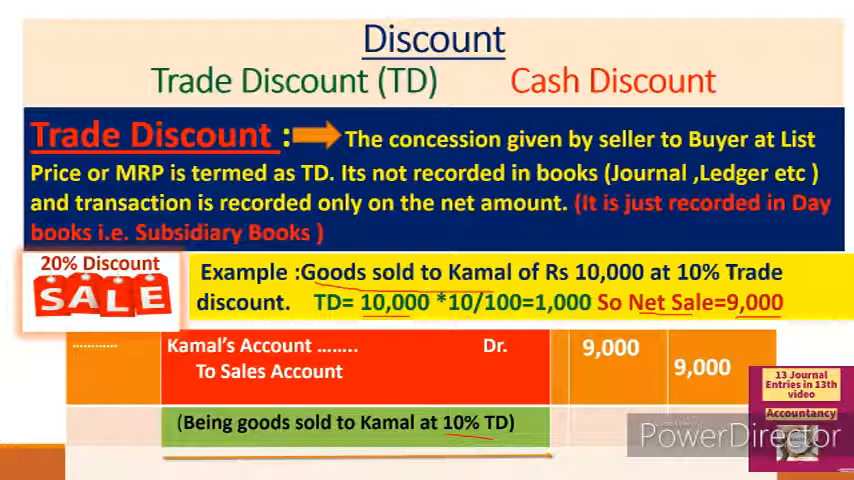 Discount
Trade Discount (TD) Cash Discount
Trade Discount : The concession given by seller to Buyer at List
Price or MRP is termed as TD. Its not recorded in books (Journal ,Ledger etc )
and transaction is recorded only on the net amount. (It is just recorded in Day
books i.e. Subsidiary Books )
20% Discount
SALE
Example :Goods sold to Kamal of Rs 10,000 at 10% Trade
discount. TD= 10,000 *10/100=1,000 So Net Sale=9,000
............ Kamal's Account ........ Dr. 9,000
To Sales Account 9,000
(Being goods sold to Kamal at 10% TD)
13 Journal
Entries in 13th
video
Accountancy
PowerDirector